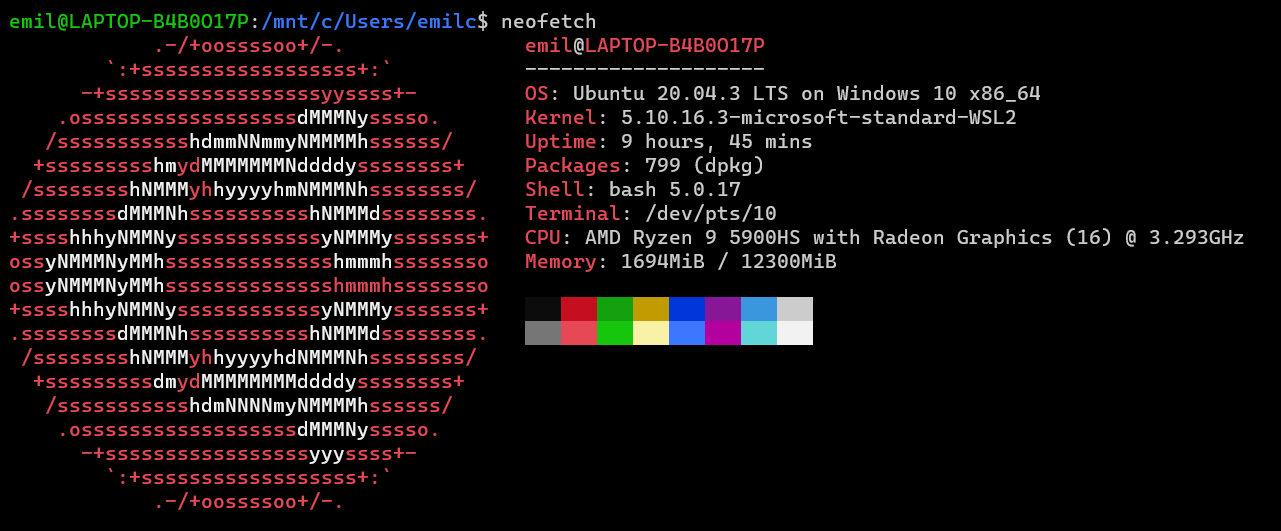 emil@LAPTOP-B4B0O17P:/mnt/c/Users/emilc$ neofetch
            .-/+oossssoo+/-.               emil@LAPTOP-B4B0O17P
        `:+ssssssssssssssssss+:`           --------------------
      -+ssssssssssssssssssyyssss+-         OS: Ubuntu 20.04.3 LTS on Windows 10 x86_64
    .ossssssssssssssssssdMMMNysssso.       Kernel: 5.10.16.3-microsoft-standard-WSL2
   /ssssssssssshdmmNNmmyNMMMMhssssss/      Uptime: 9 hours, 45 mins
  +ssssssssshmydMMMMMMMNddddyssssssss+     Packages: 799 (dpkg)
 /sssssssshNMMMyhhyyyyhmNMMMNhssssssss/    Shell: bash 5.0.17
.ssssssssdMMMNhsssssssssshNMMMdssssssss.   Terminal: /dev/pts/10
+sssshhhyNMMNyssssssssssssyNMMMysssssss+   CPU: AMD Ryzen 9 5900HS with Radeon Graphics (16) @ 3.293GHz
ossyNMMMNyMMhsssssssssssssshmmmhssssssso   Memory: 1694MiB / 12300MiB
ossyNMMMNyMMhsssssssssssssshmmmhssssssso
+sssshhhyNMMNyssssssssssssyNMMMysssssss+
.ssssssssdMMMNhsssssssssshNMMMdssssssss.
 /sssssssshNMMMyhhyyyyhdNMMMNhssssssss/
  +sssssssssdmydMMMMMMMMddddyssssssss+
   /ssssssssssshdmNNNNmyNMMMMhssssss/
    .ossssssssssssssssssdMMMNysssso.
      -+sssssssssssssssssyyyssss+-
        `:+ssssssssssssssssss+:`
            .-/+oossssoo+/-.